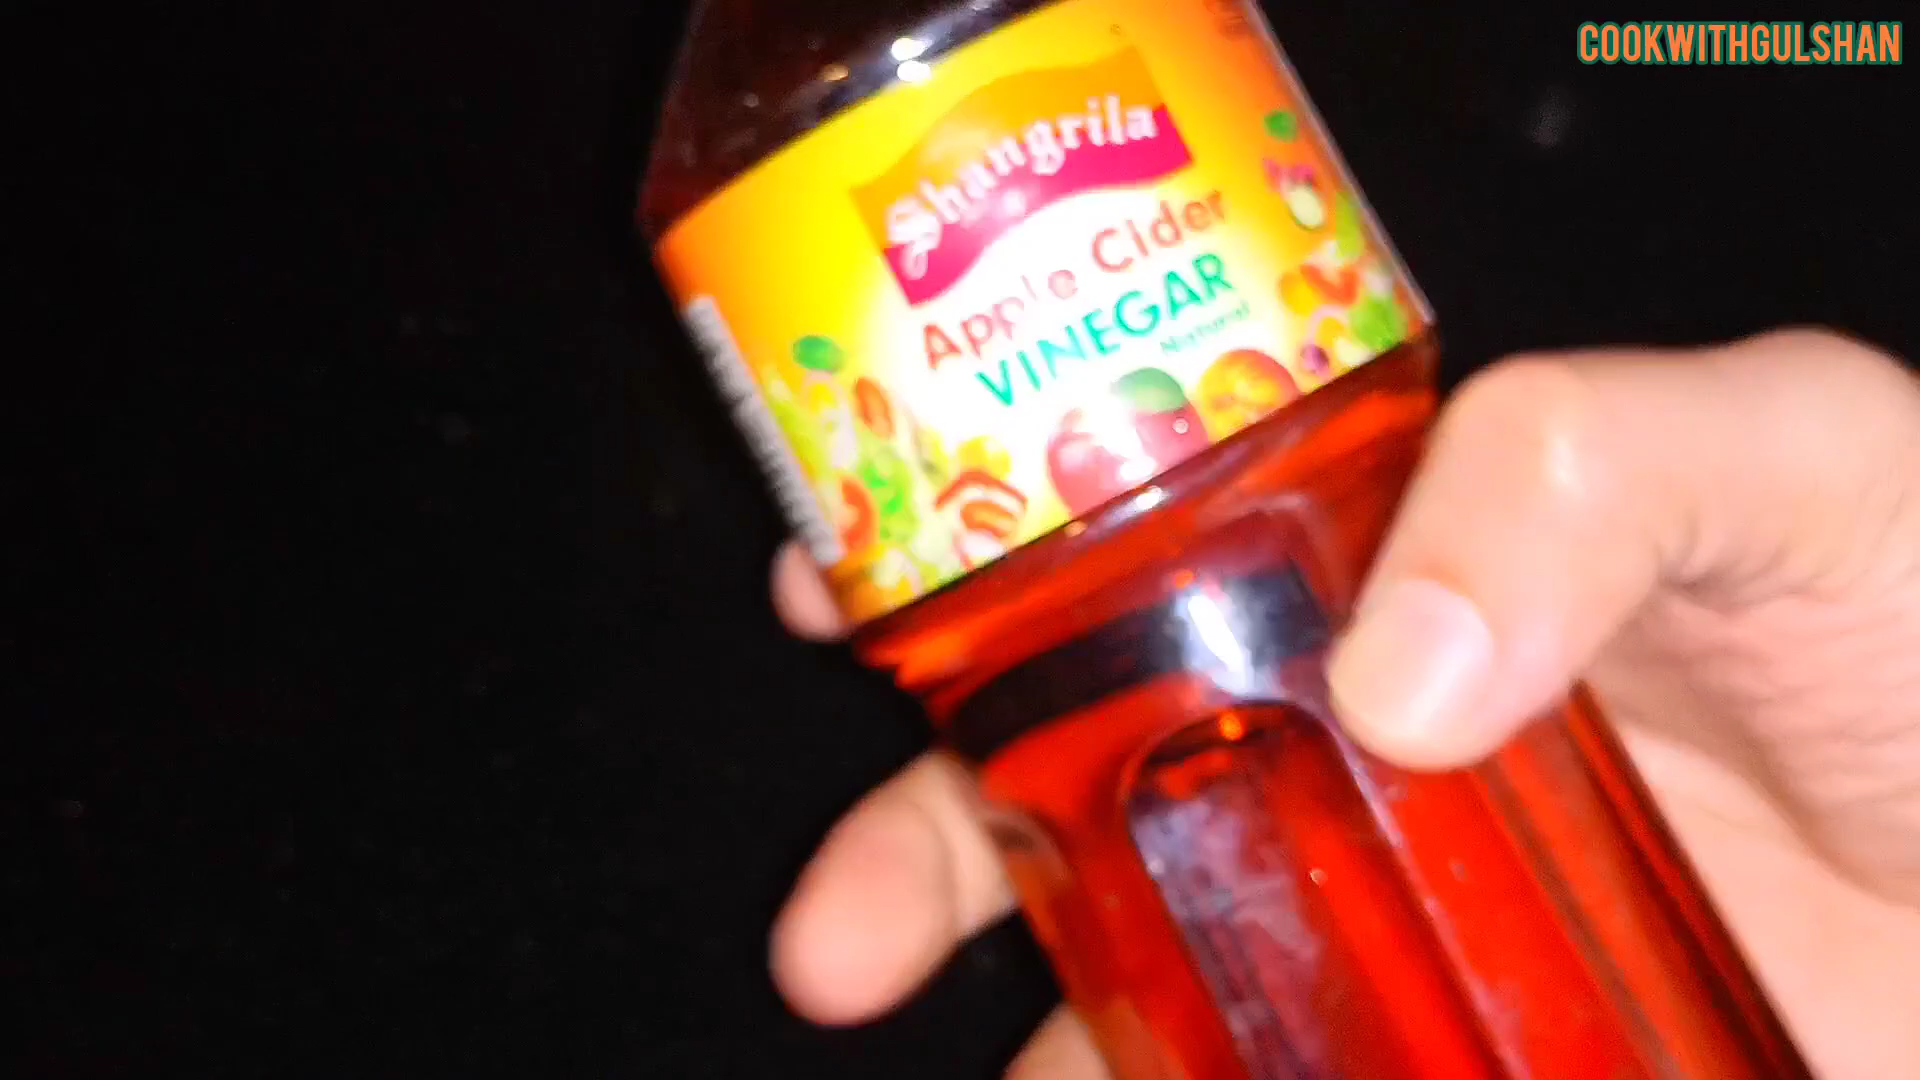 COOKWITHGULSHAN
Shangrila
Apple Cider
VINEGAR
Natural